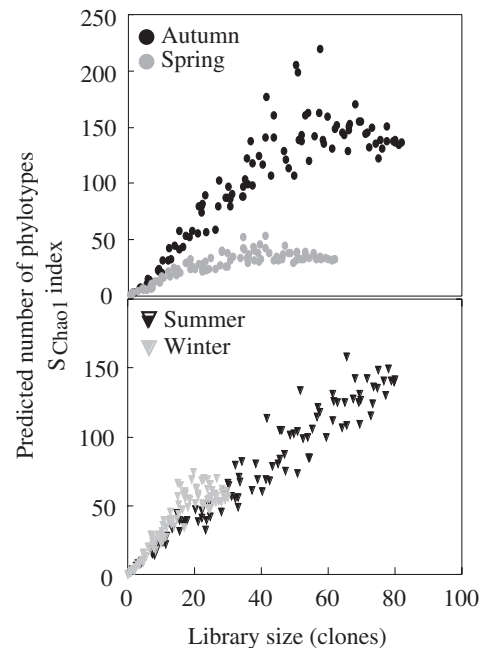 250
Autumn
Spring
200
150
100
50
0
Summer
Winter
150
100
50
0
0 20 40 60 80 100
Library size (clones)
Predicted number of phylotypes
SChao1 index